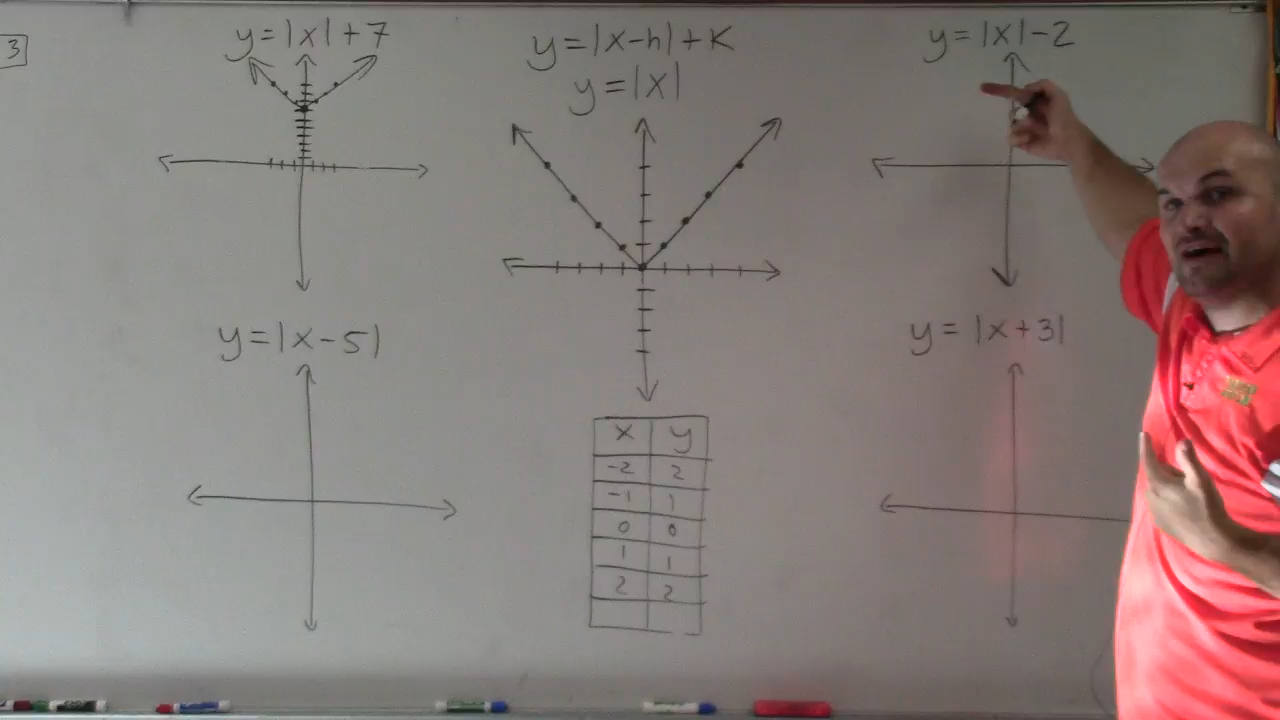 3
y=|x|+7
y=|x-h|+K
y=|x|
y=|x|-2
y=|x-5|
y=|x+3|
x y
-2 2
-1 1
0 0
1 1
2 2